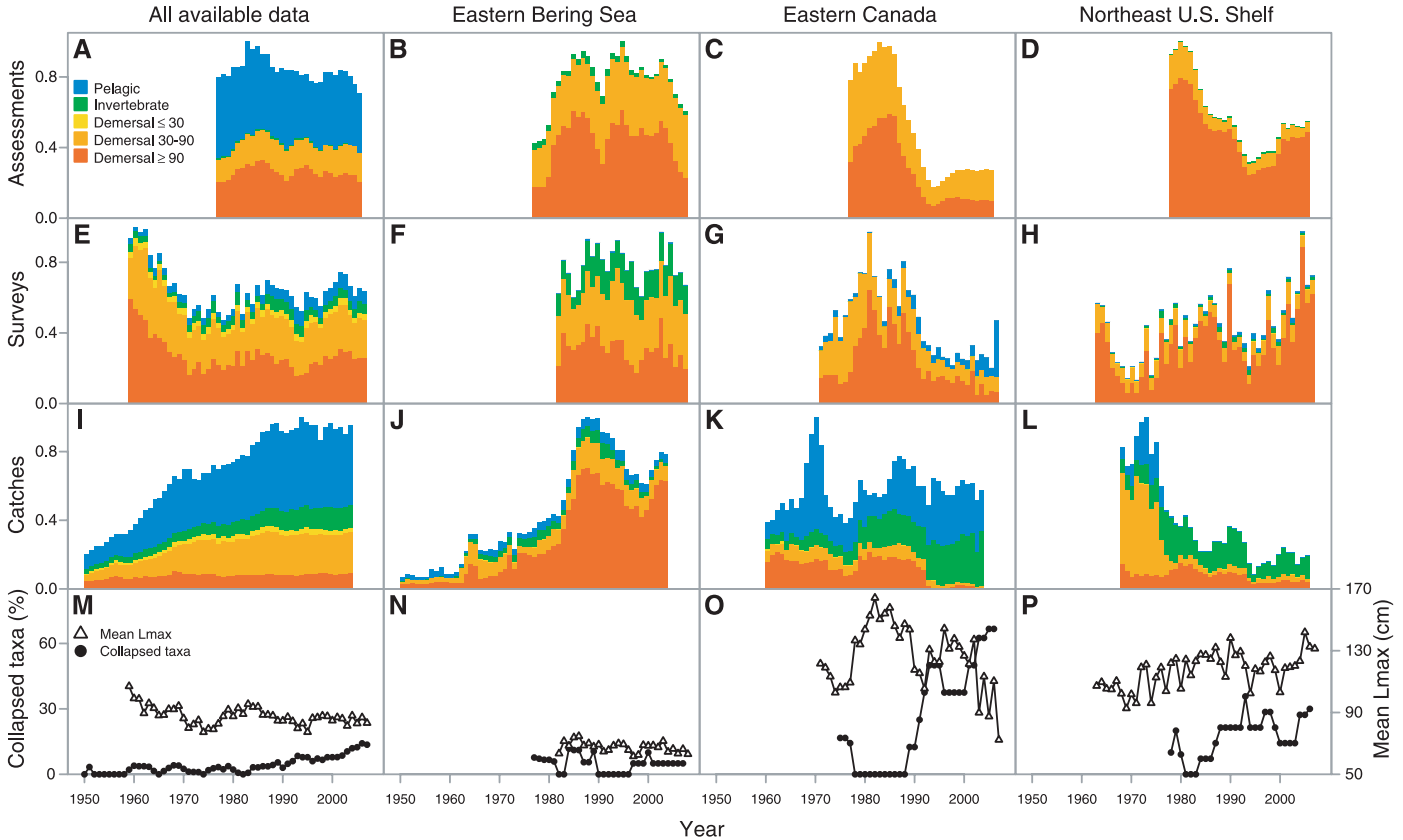 All available data
Eastern Bering Sea
Eastern Canada
Northeast U.S. Shelf
Assessments
0.8
0.4
0.0
A
Pelagic
Invertebrate
Demersal ≤ 30
Demersal 30-90
Demersal ≥ 90
B
C
D
Surveys
0.8
0.4
0.0
E
F
G
H
Catches
0.8
0.4
0.0
I
J
K
L
Collapsed taxa (%)
60
30
0
M
Mean Lmax
Collapsed taxa
N
O
P
170
130
90
50
Mean Lmax (cm)
1950 1960 1970 1980 1990 2000
1950 1960 1970 1980 1990 2000
1950 1960 1970 1980 1990 2000
1950 1960 1970 1980 1990 2000
Year